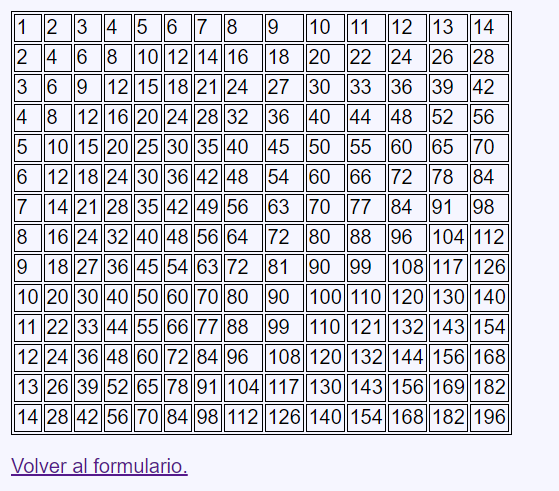 1 2 3 4 5 6 7 8 9 10 11 12 13 14
2 4 6 8 10 12 14 16 18 20 22 24 26 28
3 6 9 12 15 18 21 24 27 30 33 36 39 42
4 8 12 16 20 24 28 32 36 40 44 48 52 56
5 10 15 20 25 30 35 40 45 50 55 60 65 70
6 12 18 24 30 36 42 48 54 60 66 72 78 84
7 14 21 28 35 42 49 56 63 70 77 84 91 98
8 16 24 32 40 48 56 64 72 80 88 96 104 112
9 18 27 36 45 54 63 72 81 90 99 108 117 126
10 20 30 40 50 60 70 80 90 100 110 120 130 140
11 22 33 44 55 66 77 88 99 110 121 132 143 154
12 24 36 48 60 72 84 96 108 120 132 144 156 168
13 26 39 52 65 78 91 104 117 130 143 156 169 182
14 28 42 56 70 84 98 112 126 140 154 168 182 196
Volver al formulario.